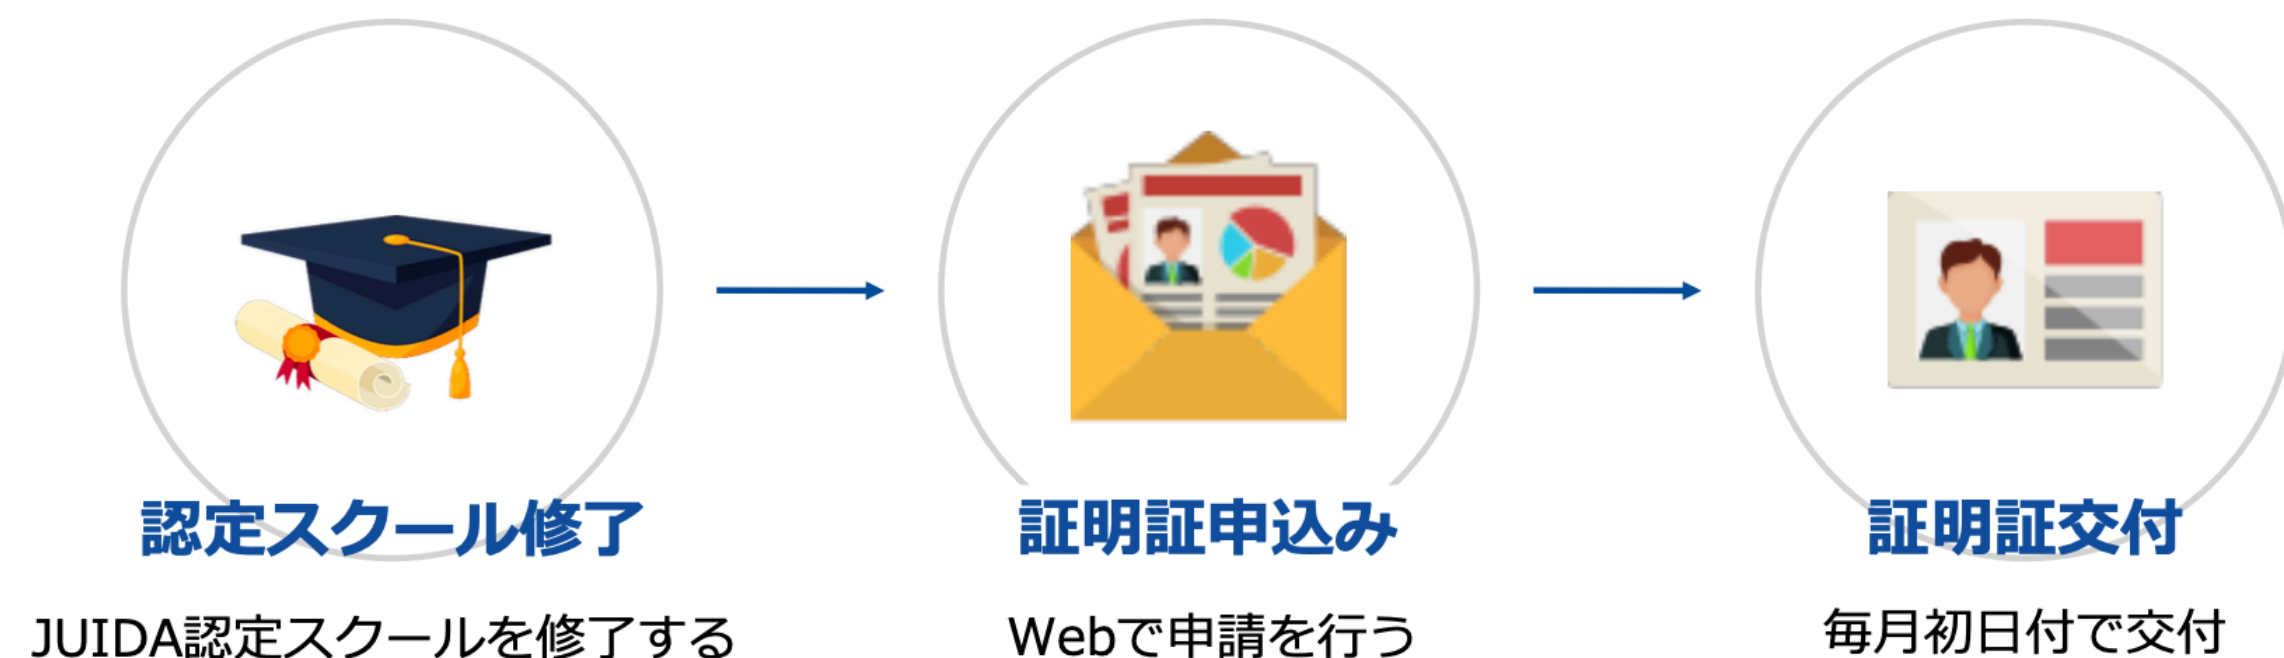 認定スクール修了
証明証申込み
証明証交付
JUIDA認定スクールを修了する
Webで申請を行う
毎月初日付で交付